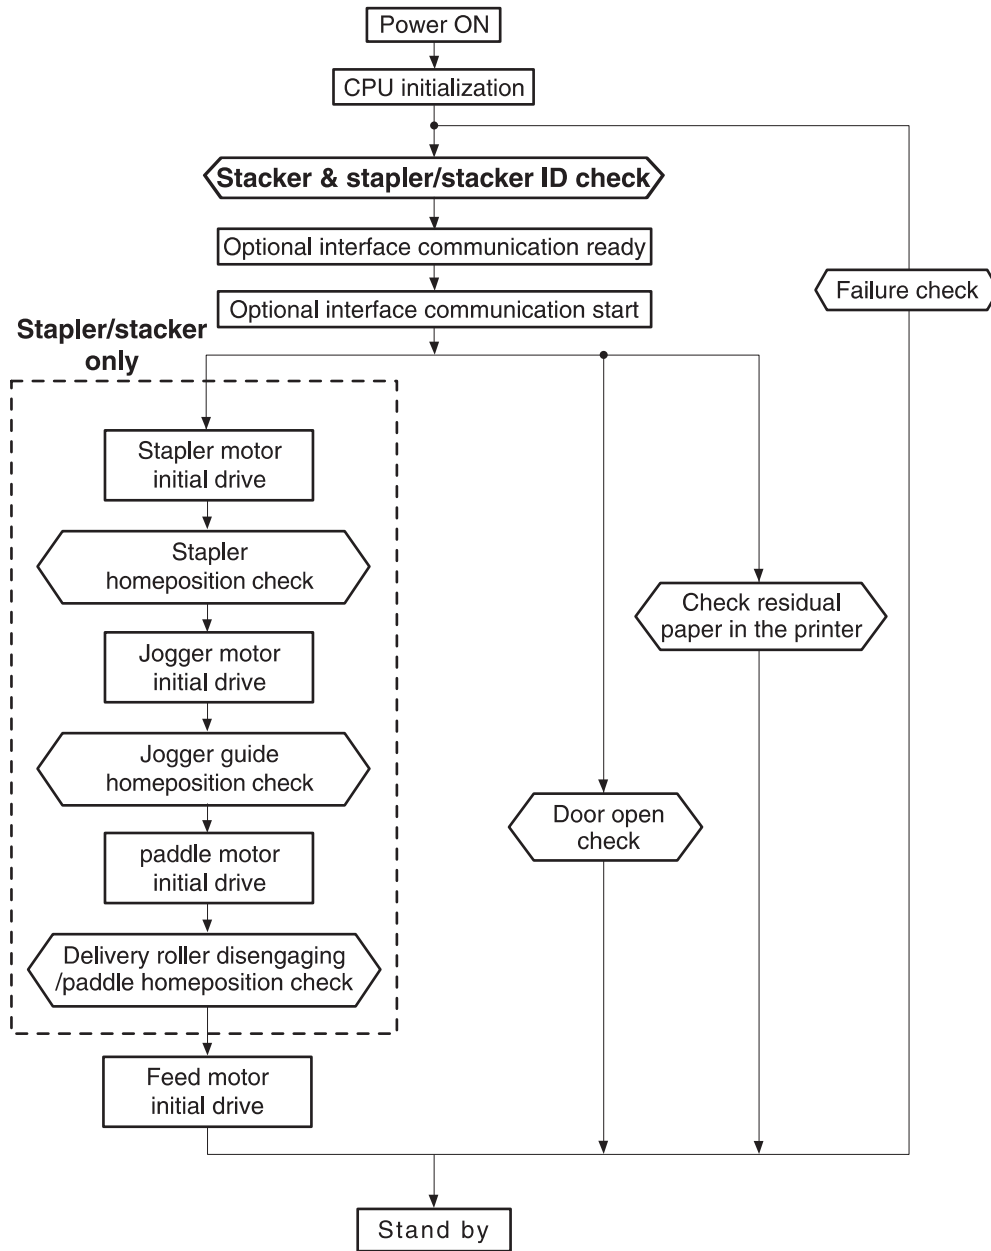 Power ON
CPU initialization
Stacker & stapler/stacker ID check
Optional interface communication ready
Failure check
Optional interface communication start
Stapler/stacker
only
Stapler motor
initial drive
Stapler
homeposition check
Jogger motor
initial drive
Jogger guide
homeposition check
paddle motor
initial drive
Delivery roller disengaging
/paddle homeposition check
Feed motor
initial drive
Door open
check
Check residual
paper in the printer
Stand by